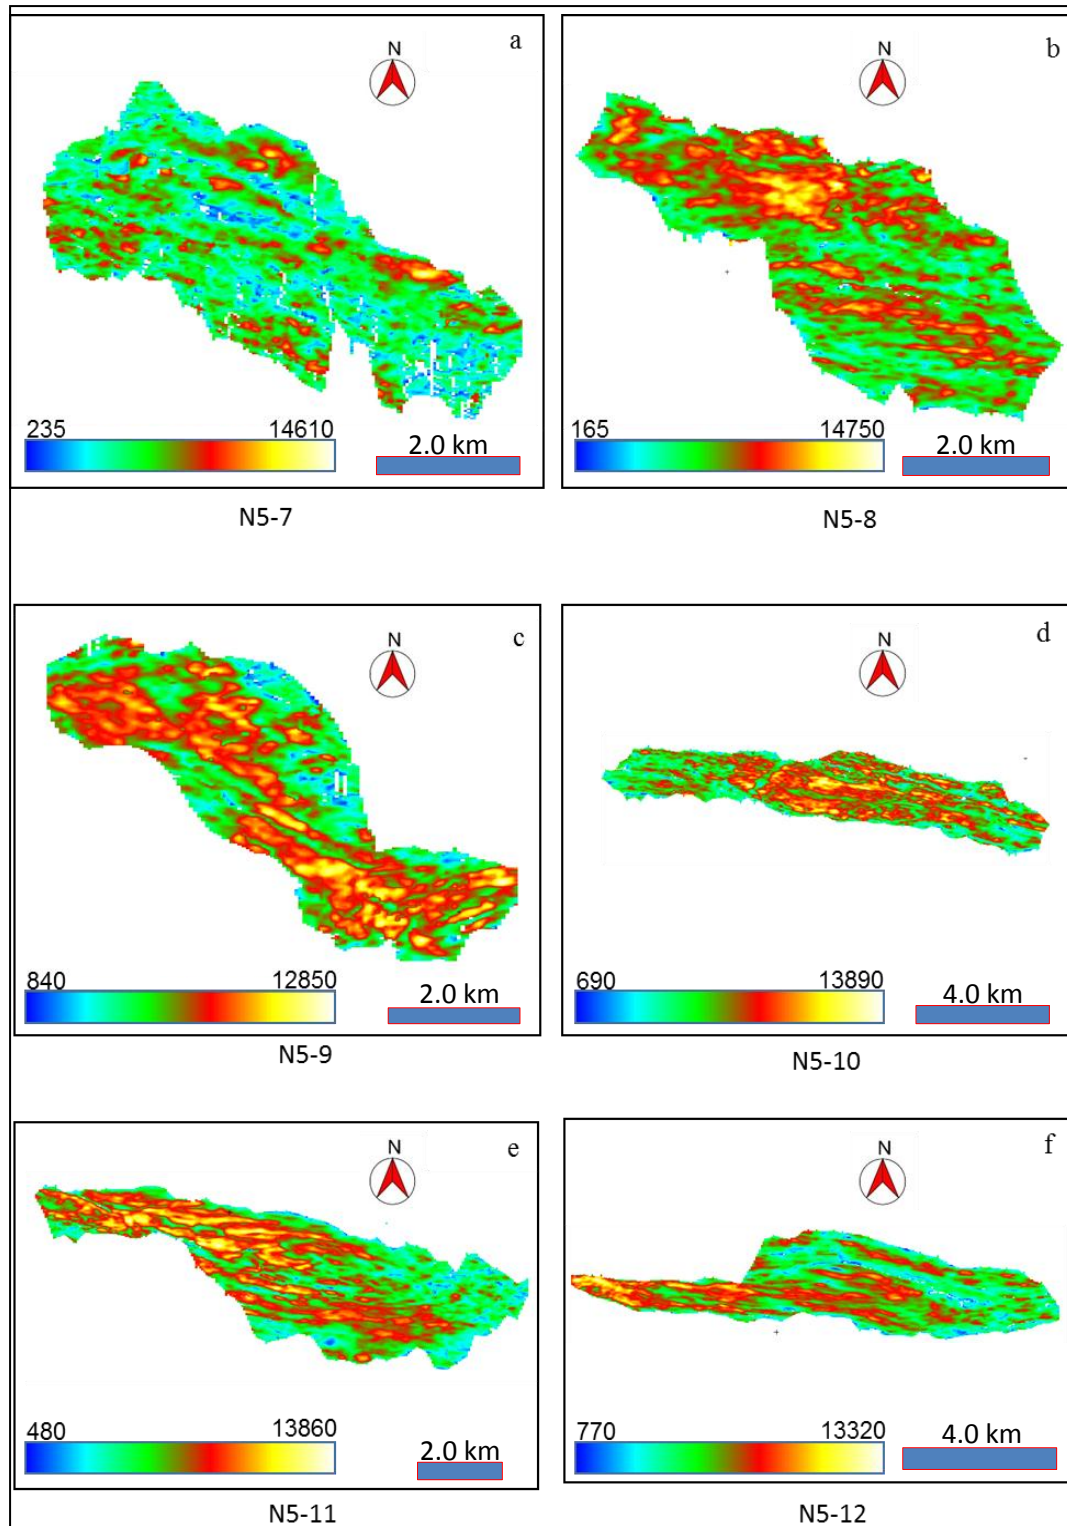 N a
235 14610 2.0 km
N5-7
N b
165 14750 2.0 km
N5-8
N c
840 12850 2.0 km
N5-9
N d
690 13890 4.0 km
N5-10
N e
480 13860 2.0 km
N5-11
N f
770 13320 4.0 km
N5-12